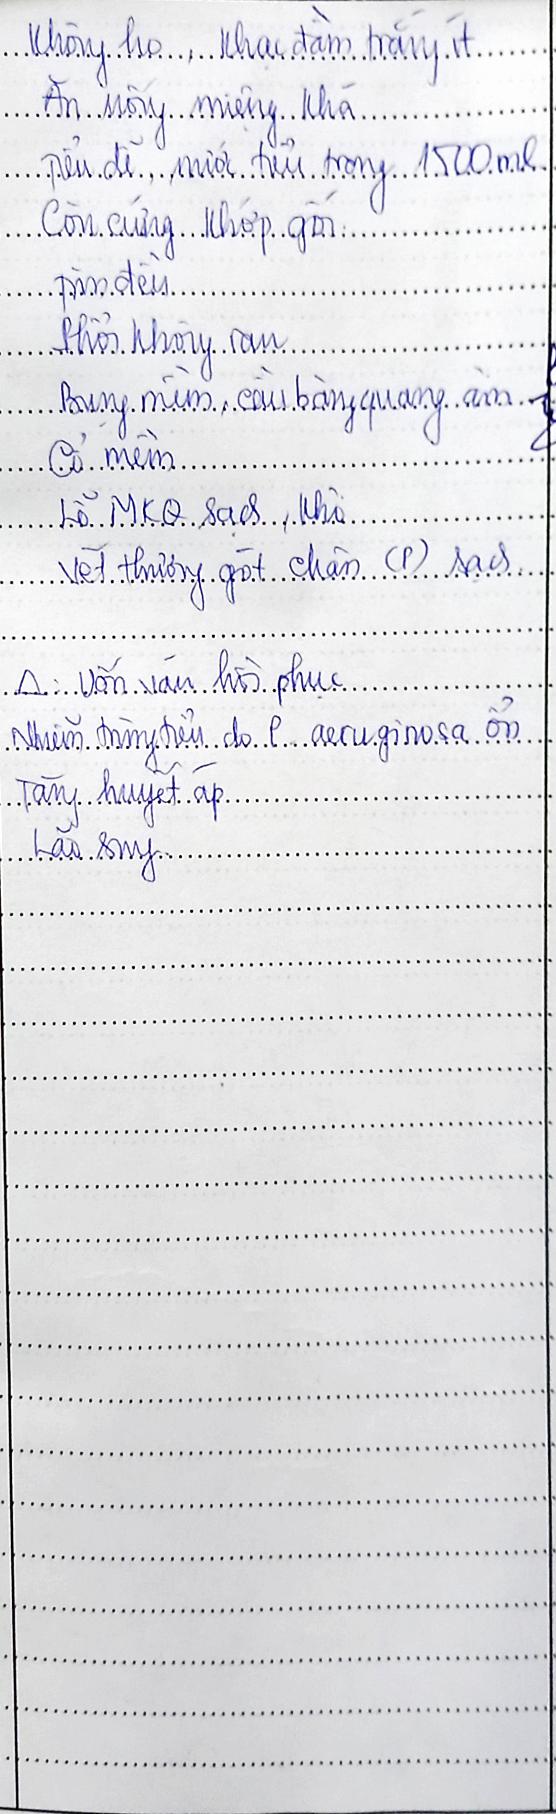 Không ho, khạc đàm trắng ít
Ăn uống miệng khá
Tiểu dễ, nước tiểu trong 1500ml
Còn cứng khớp gối
Tim đều
Phổi không ran
Bụng mềm, cầu bàng quang âm
Cổ mềm
Lỗ MKQ sạch, khô
Vết thương gót chân (P) sạch
Δ: Uốn ván hồi phục
Nhiễm trùng tiểu do P. aeruginosa ổn
Tăng huyết áp
Lão suy